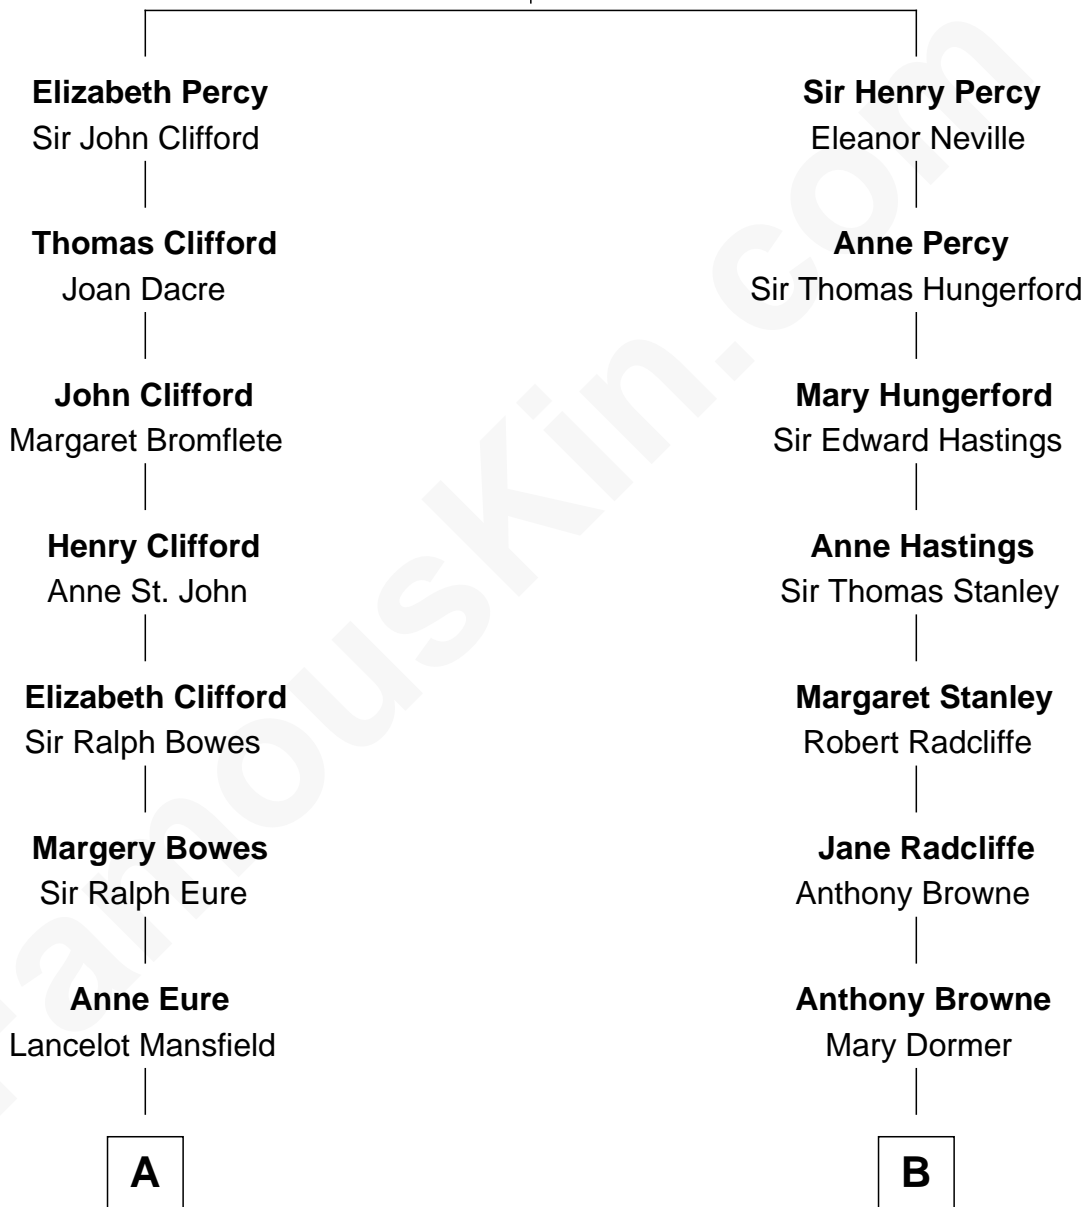 Elizabeth Percy
Sir John Clifford
Thomas Clifford
Joan Dacre
John Clifford
Margaret Bromflete
Henry Clifford
Anne St. John
Elizabeth Clifford
Sir Ralph Bowes
Margery Bowes
Sir Ralph Eure
Anne Eure
Lancelot Mansfield
A
Sir Henry Percy
Eleanor Neville
Anne Percy
Sir Thomas Hungerford
Mary Hungerford
Sir Edward Hastings
Anne Hastings
Sir Thomas Stanley
Margaret Stanley
Robert Radcliffe
Jane Radcliffe
Anthony Browne
Anthony Browne
Mary Dormer
B
FamousKin.com